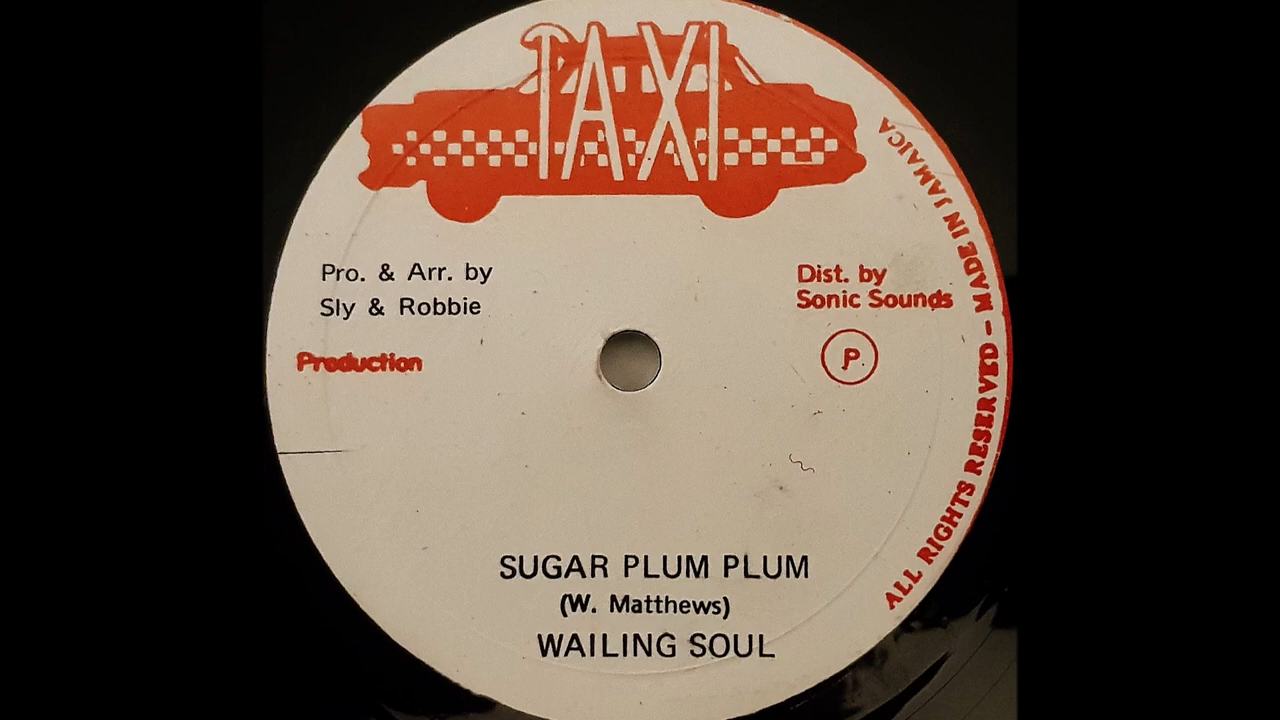 TAXI
Pro. & Arr. by
Sly & Robbie
Production
Dist. by
Sonic Sounds
P
ALL RIGHTS RESERVED - MADE IN JAMAICA
SUGAR PLUM PLUM
(W. Matthews)
WAILING SOUL